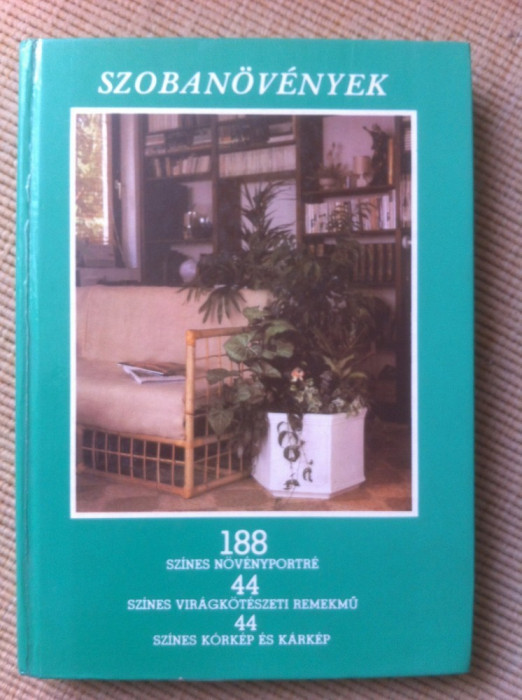 SZOBANÖVÉNYEK
188
SZÍNES NÖVÉNYPORTRÉ
44
SZÍNES VIRÁGKÖTÉSZETI REMEKMŰ
44
SZÍNES KÓRKÉP ÉS KÁRKÉP